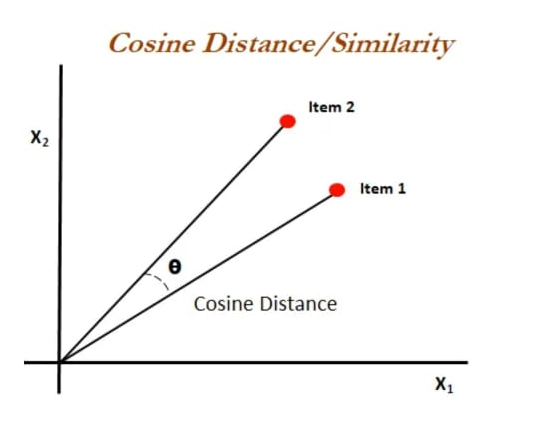 Cosine Distance/Similarity
Item 2
X₂
Item 1
θ
Cosine Distance
X₁